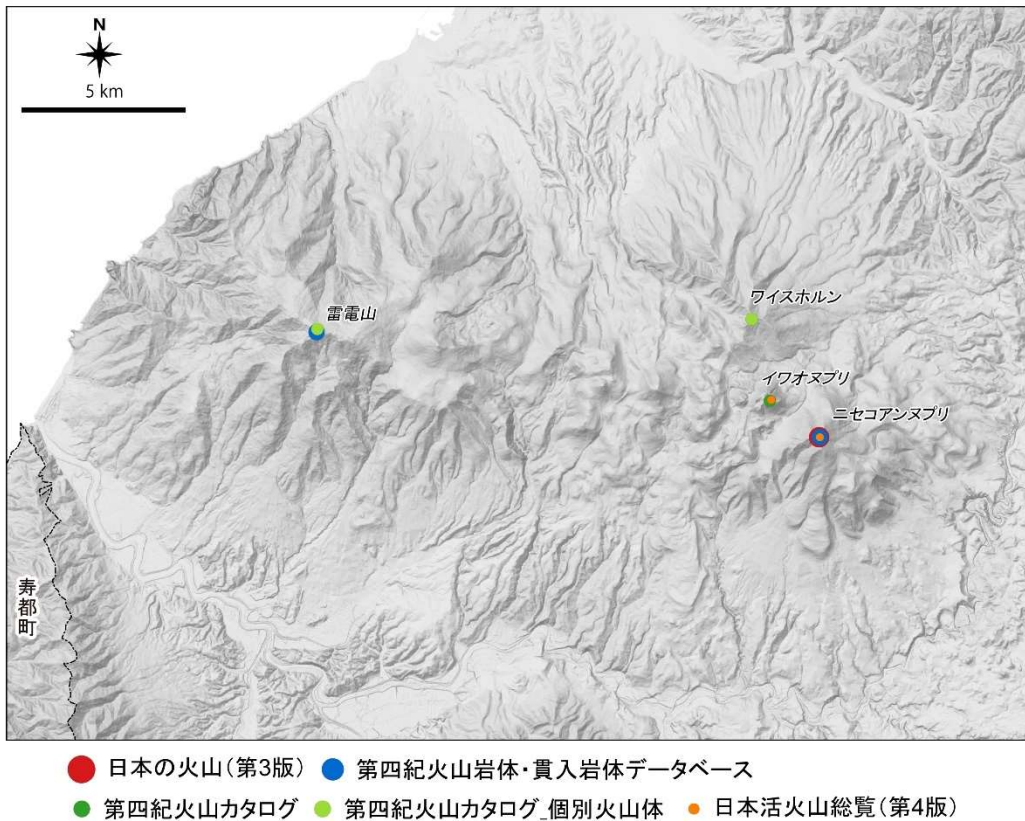 N
5 km
ワイスホルン
雷電山
イワオヌプリ
ニセコアンヌプリ
寿都町
日本の火山(第3版) 第四紀火山岩体・貫入岩体データベース
第四紀火山カタログ 第四紀火山カタログ_個別火山体 日本活火山総覧(第4版)